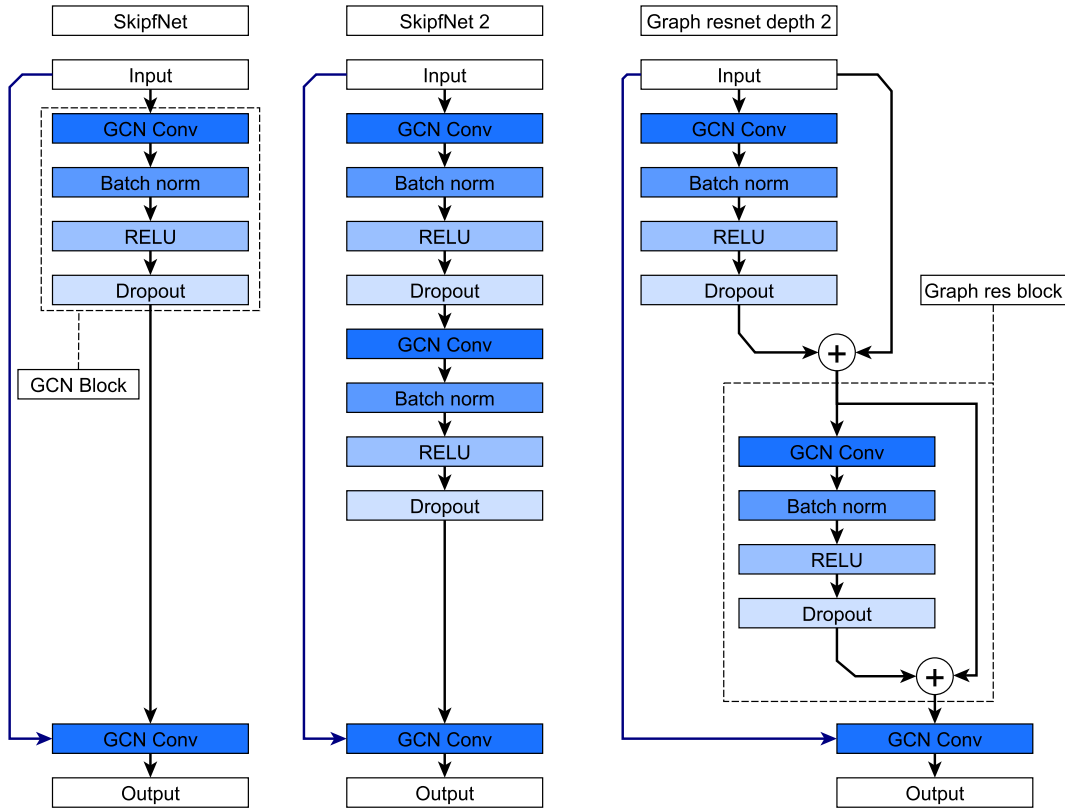 SkipfNet
Input
GCN Conv
Batch norm
RELU
Dropout
GCN Block
GCN Conv
Output
SkipfNet 2
Input
GCN Conv
Batch norm
RELU
Dropout
GCN Conv
Batch norm
RELU
Dropout
GCN Conv
Output
Graph resnet depth 2
Input
GCN Conv
Batch norm
RELU
Dropout
+
Graph res block
GCN Conv
Batch norm
RELU
Dropout
+
GCN Conv
Output